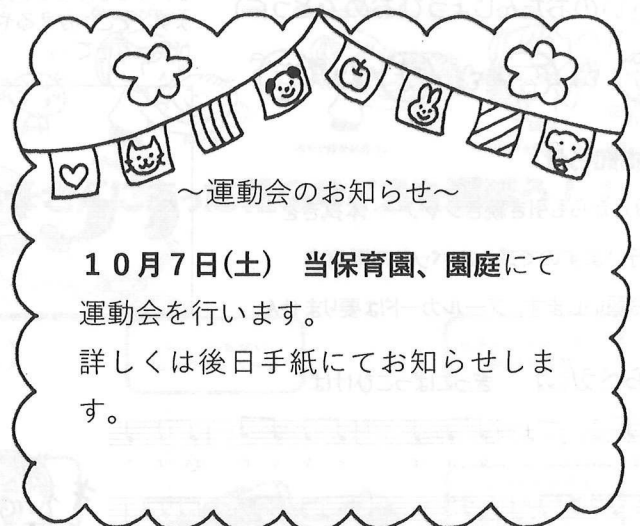 ～運動会のお知らせ～
１０月７日(土)　当保育園、園庭にて
運動会を行います。
詳しくは後日手紙にてお知らせしま
す。